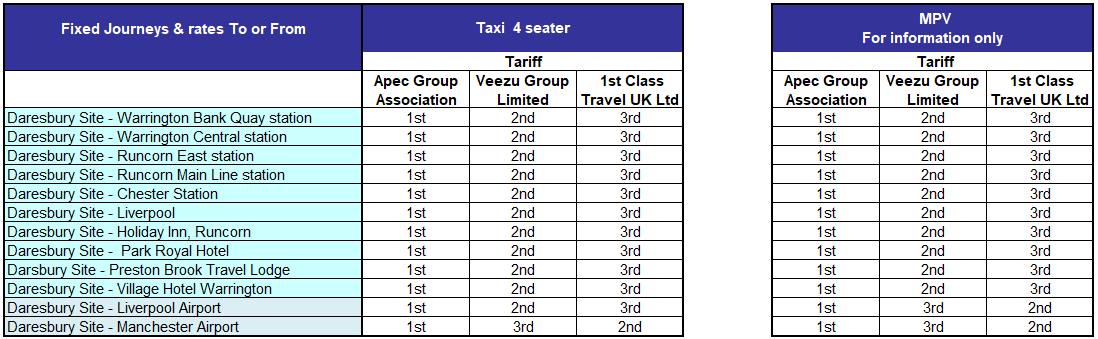 Fixed Journeys & rates To or From Taxi 4 seater MPV
For information only
Tariff Tariff
Apec Group Veezu Group 1st Class Apec Group Veezu Group 1st Class
Association Limited Travel UK Ltd Association Limited Travel UK Ltd
Daresbury Site - Warrington Bank Quay station 1st 2nd 3rd 1st 2nd 3rd
Daresbury Site - Warrington Central station 1st 2nd 3rd 1st 2nd 3rd
Daresbury Site - Runcorn East station 1st 2nd 3rd 1st 2nd 3rd
Daresbury Site - Runcorn Main Line station 1st 2nd 3rd 1st 2nd 3rd
Daresbury Site - Chester Station 1st 2nd 3rd 1st 2nd 3rd
Daresbury Site - Liverpool 1st 2nd 3rd 1st 2nd 3rd
Daresbury Site - Holiday Inn, Runcorn 1st 2nd 3rd 1st 2nd 3rd
Daresbury Site - Park Royal Hotel 1st 2nd 3rd 1st 2nd 3rd
Darsbury Site - Preston Brook Travel Lodge 1st 2nd 3rd 1st 2nd 3rd
Daresbury Site - Village Hotel Warrington 1st 2nd 3rd 1st 2nd 3rd
Daresbury Site - Liverpool Airport 1st 2nd 3rd 1st 3rd 2nd
Daresbury Site - Manchester Airport 1st 3rd 2nd 1st 3rd 2nd